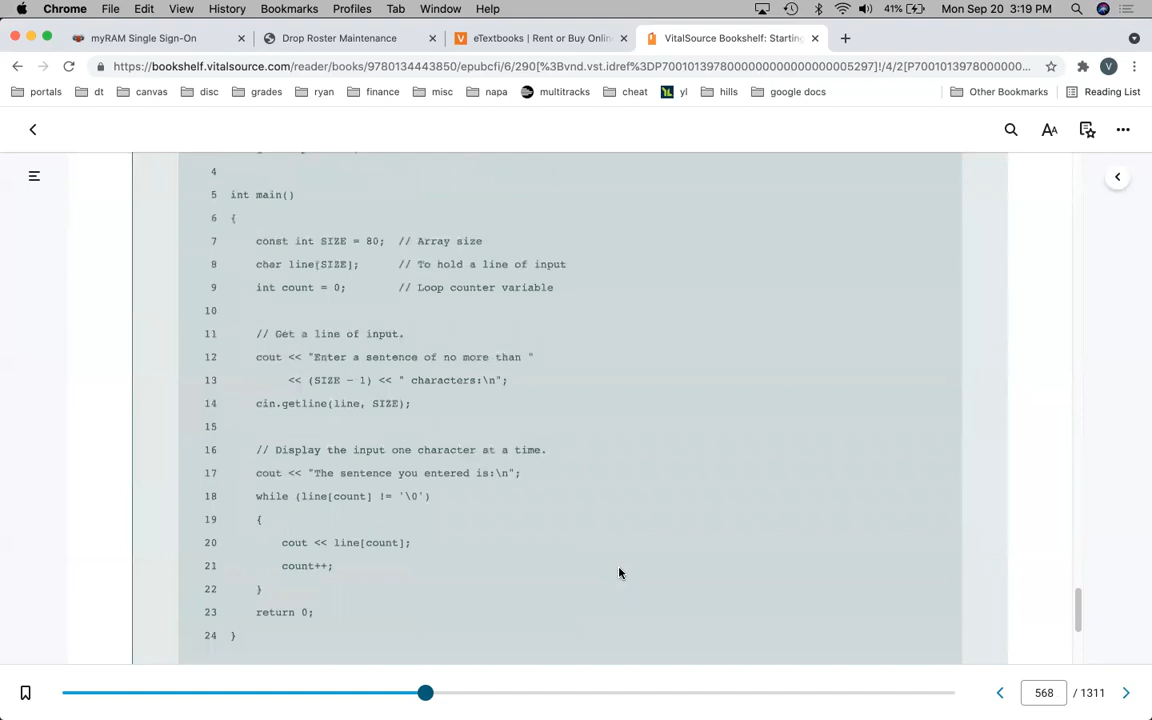 Chrome File Edit View History Bookmarks Profiles Tab Window Help 41% Mon Sep 20 3:19 PM
myRAM Single Sign-On Drop Roster Maintenance eTextbooks | Rent or Buy Onlin VitalSource Bookshelf: Starting
https://bookshelf.vitalsource.com/reader/books/9780134443850/epubcfi/6/290[%3Bvnd.vst.idref%3DP7001013978000000000000000005297]!/4/2[P70010139780000000...
portals dt canvas disc grades ryan finance misc napa multitracks cheat yl hills google docs Other Bookmarks Reading List
4
5 int main()
6 {
7 const int SIZE = 80; // Array size
8 char line[SIZE]; // To hold a line of input
9 int count = 0; // Loop counter variable
10
11 // Get a line of input.
12 cout << "Enter a sentence of no more than "
13 << (SIZE − 1) << " characters:\n";
14 cin.getline(line, SIZE);
15
16 // Display the input one character at a time.
17 cout << "The sentence you entered is:\n";
18 while (line[count] != '\0')
19 {
20 cout << line[count];
21 count++;
22 }
23 return 0;
24 }
568 / 1311